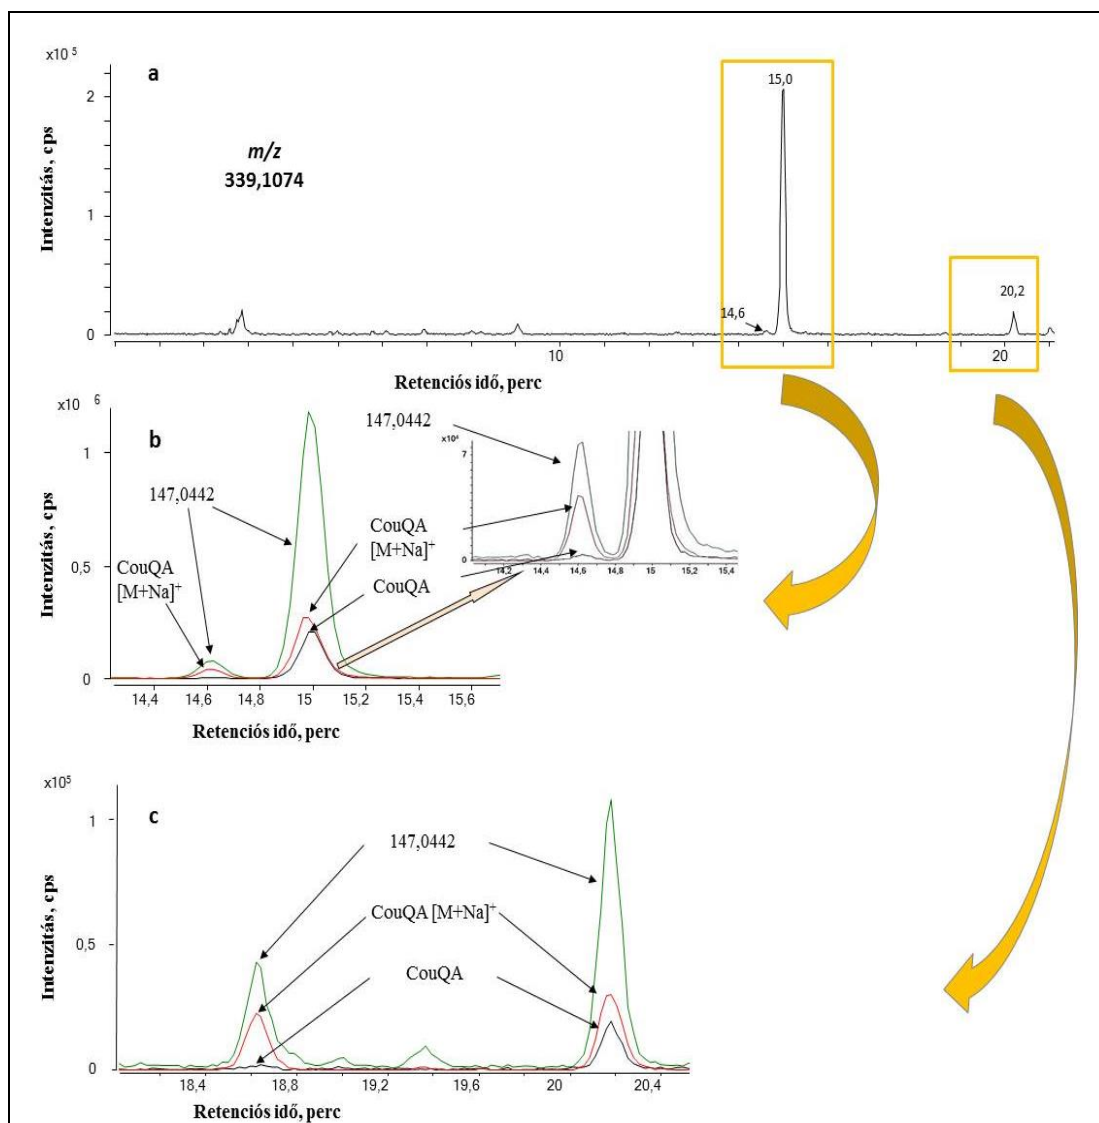 x10 5
a
15,0
2
m/z
339,1074
1
20,2
14,6
0
10
20
Intenzitás, cps
Retenciós idő, perc
x10 6
b
147,0442
x10⁴
7
1
147,0442
CouQA
[M+Na]⁺
CouQA
[M+Na]⁺
0
14,2 14,4 14,6 14,8 15 15,2 15,4
0,5
CouQA
0
14,4 14,6 14,8 15 15,2 15,4 15,6
Intenzitás, cps
Retenciós idő, perc
x10⁵
c
1
147,0442
CouQA [M+Na]⁺
0,5
CouQA
0
18,4 18,8 19,2 19,6 20 20,4
Intenzitás, cps
Retenciós idő, perc